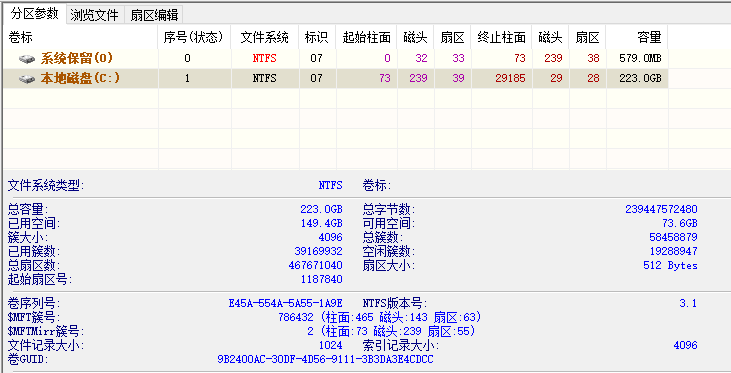 分区参数 浏览文件 扇区编辑
卷标 序号(状态) 文件系统 标识 起始柱面 磁头 扇区 终止柱面 磁头 扇区 容量
系统保留(0) 0 NTFS 07 0 32 33 73 239 38 579.0MB
本地磁盘(C:) 1 NTFS 07 73 239 39 29185 29 28 223.0GB
文件系统类型: NTFS 卷标:
总容量: 223.0GB 总字节数: 239447572480
已用空间: 149.4GB 可用空间: 73.6GB
簇大小: 4096 总簇数: 58458879
已用簇数: 39169932 空闲簇数: 19288947
总扇区数: 467671040 扇区大小: 512 Bytes
起始扇区号: 1187840
卷序列号: E45A-554A-5A55-1A9E NTFS版本号: 3.1
$MFT簇号: 786432 (柱面:465 磁头:143 扇区:63)
$MFTMirr簇号: 2 (柱面:73 磁头:239 扇区:55)
文件记录大小: 1024 索引记录大小: 4096
卷GUID: 9B2400AC-30DF-4D56-9111-3B3DA3E4CDCC